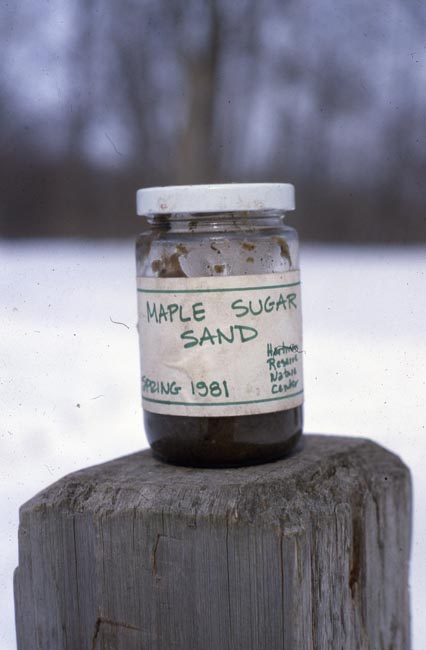 MAPLE SUGAR
SAND
SPRING 1981
Hartman
Reserve
Nature
Center